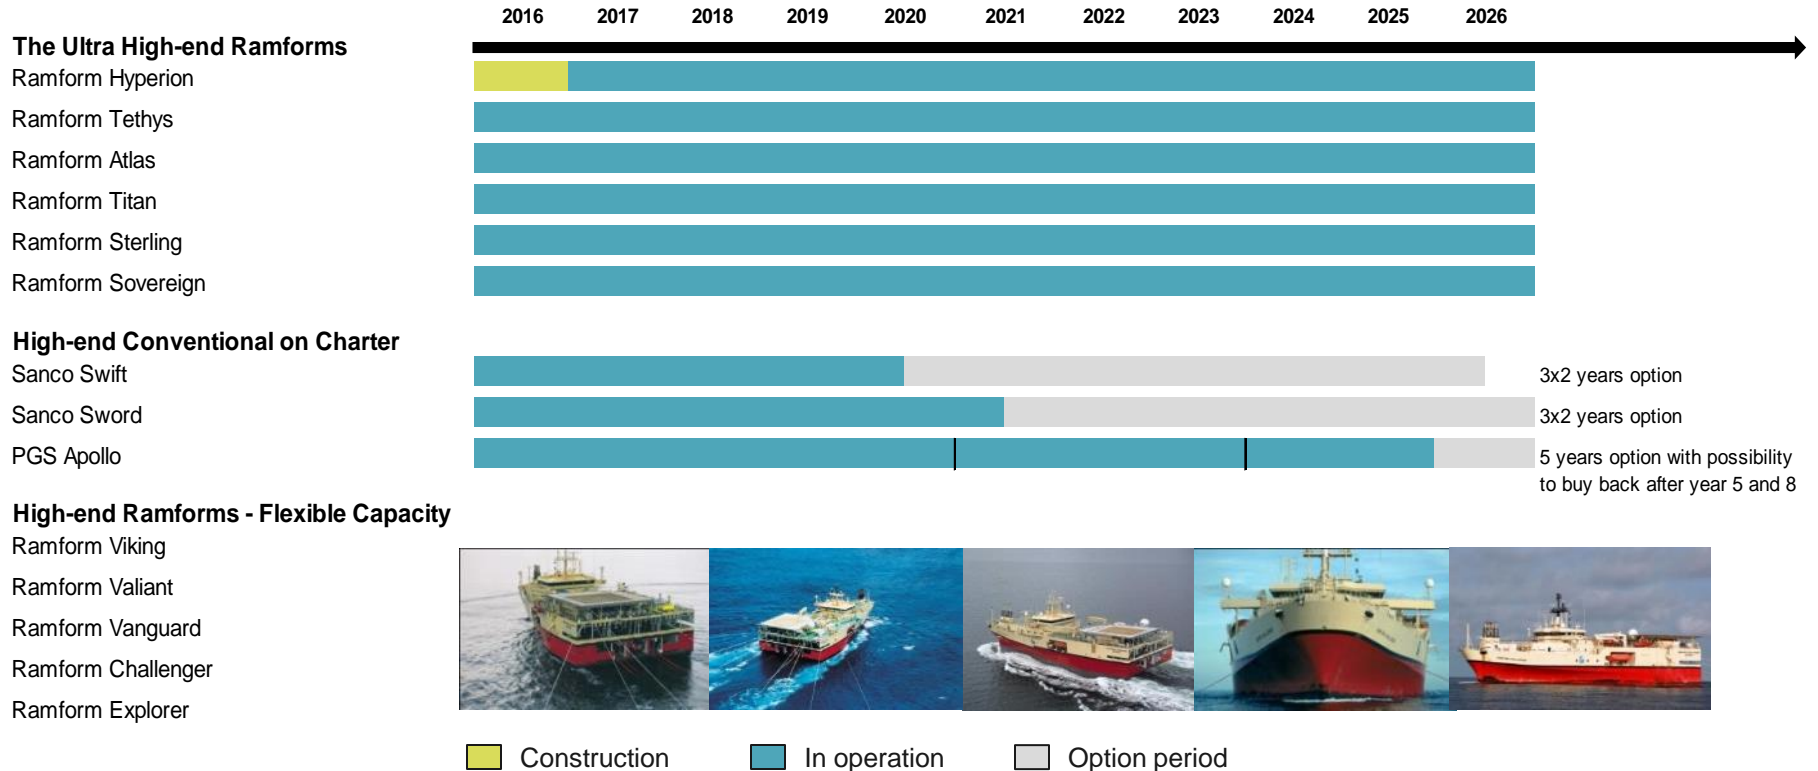 2016 2017 2018 2019 2020 2021 2022 2023 2024 2025 2026
The Ultra High-end Ramforms
Ramform Hyperion
Ramform Tethys
Ramform Atlas
Ramform Titan
Ramform Sterling
Ramform Sovereign
High-end Conventional on Charter
Sanco Swift
3x2 years option
Sanco Sword
3x2 years option
PGS Apollo
5 years option with possibility
to buy back after year 5 and 8
High-end Ramforms - Flexible Capacity
Ramform Viking
Ramform Valiant
Ramform Vanguard
Ramform Challenger
Ramform Explorer
Construction In operation Option period